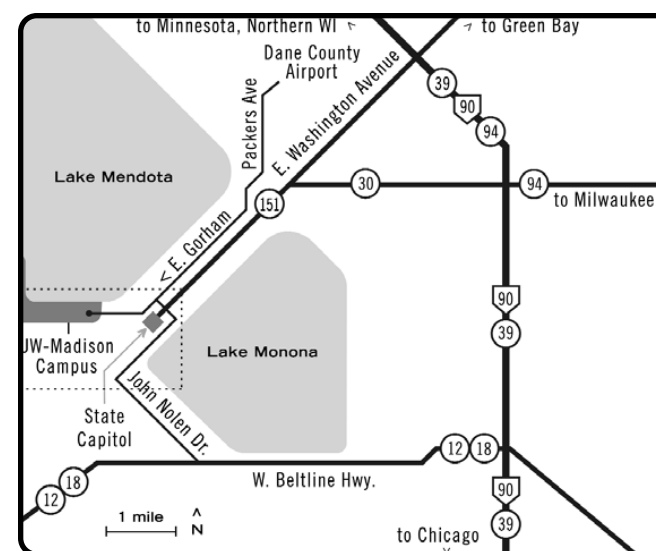 to Minnesota, Northern WI
to Green Bay
Dane County
Airport
39
90
94
Packers Ave
E. Washington Avenue
Lake Mendota
30
94
to Milwaukee
151
< E. Gorham
90
39
Lake Monona
UW-Madison
Campus
John Nolen Dr.
State
Capitol
12
18
12
18
W. Beltline Hwy.
90
39
1 mile
N
to Chicago